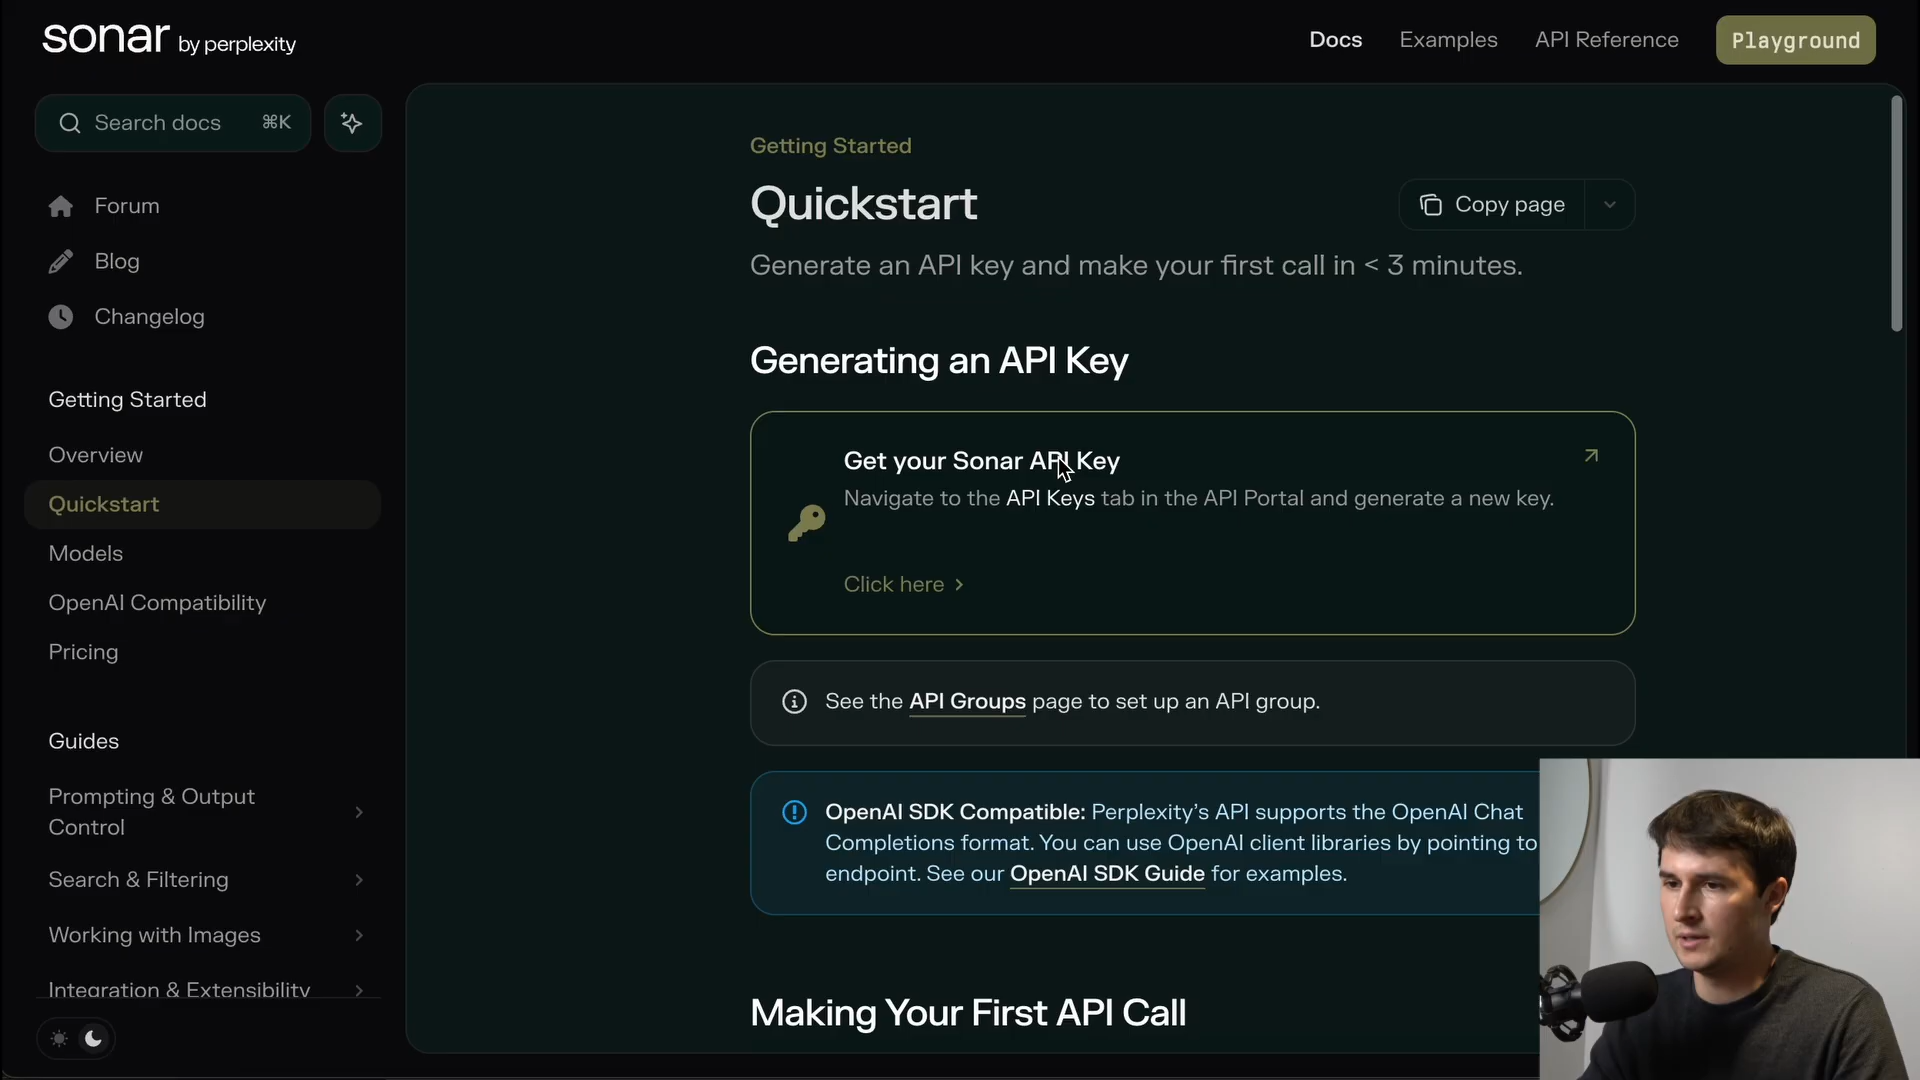 sonar by perplexity
Docs
Examples
API Reference
Playground
Search docs
⌘K
Forum
Blog
Changelog
Getting Started
Overview
Quickstart
Models
OpenAI Compatibility
Pricing
Guides
Prompting & Output
Control
Search & Filtering
Working with Images
Integration & Extensibility
Getting Started
Quickstart
Copy page
Generate an API key and make your first call in < 3 minutes.
Generating an API Key
Get your Sonar API Key
Navigate to the API Keys tab in the API Portal and generate a new key.
Click here
See the API Groups page to set up an API group.
OpenAI SDK Compatible: Perplexity’s API supports the OpenAI Chat
Completions format. You can use OpenAI client libraries by pointing to
endpoint. See our OpenAI SDK Guide for examples.
Making Your First API Call